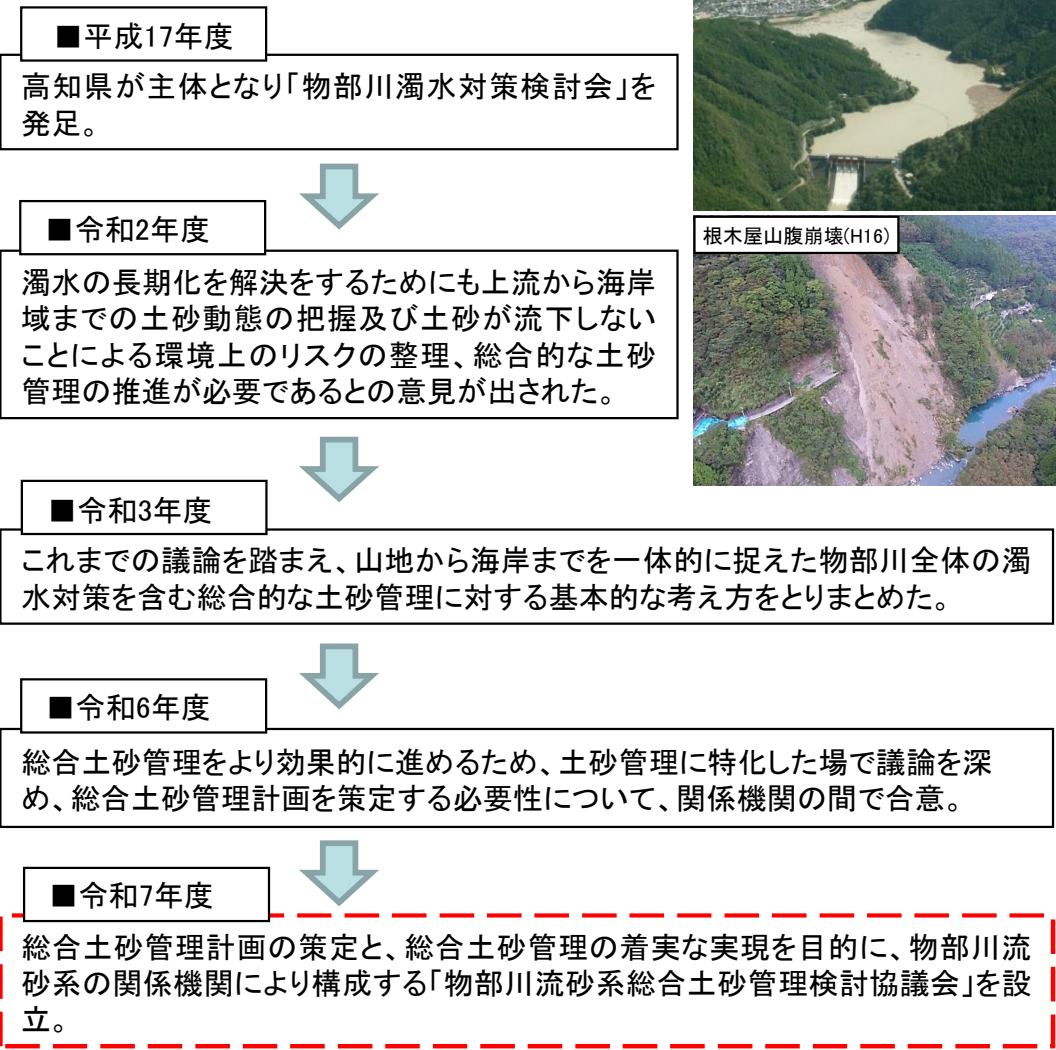 ■平成17年度
高知県が主体となり「物部川濁水対策検討会」を
発足。
■令和2年度
濁水の長期化を解決をするためにも上流から海岸
域までの土砂動態の把握及び土砂が流下しない
ことによる環境上のリスクの整理、総合的な土砂
管理の推進が必要であるとの意見が出された。
根木屋山腹崩壊(H16)
■令和3年度
これまでの議論を踏まえ、山地から海岸までを一体的に捉えた物部川全体の濁
水対策を含む総合的な土砂管理に対する基本的な考え方をとりまとめた。
■令和6年度
総合土砂管理をより効果的に進めるため、土砂管理に特化した場で議論を深
め、総合土砂管理計画を策定する必要性について、関係機関の間で合意。
■令和7年度
総合土砂管理計画の策定と、総合土砂管理の着実な実現を目的に、物部川流
砂系の関係機関により構成する「物部川流砂系総合土砂管理検討協議会」を設
立。